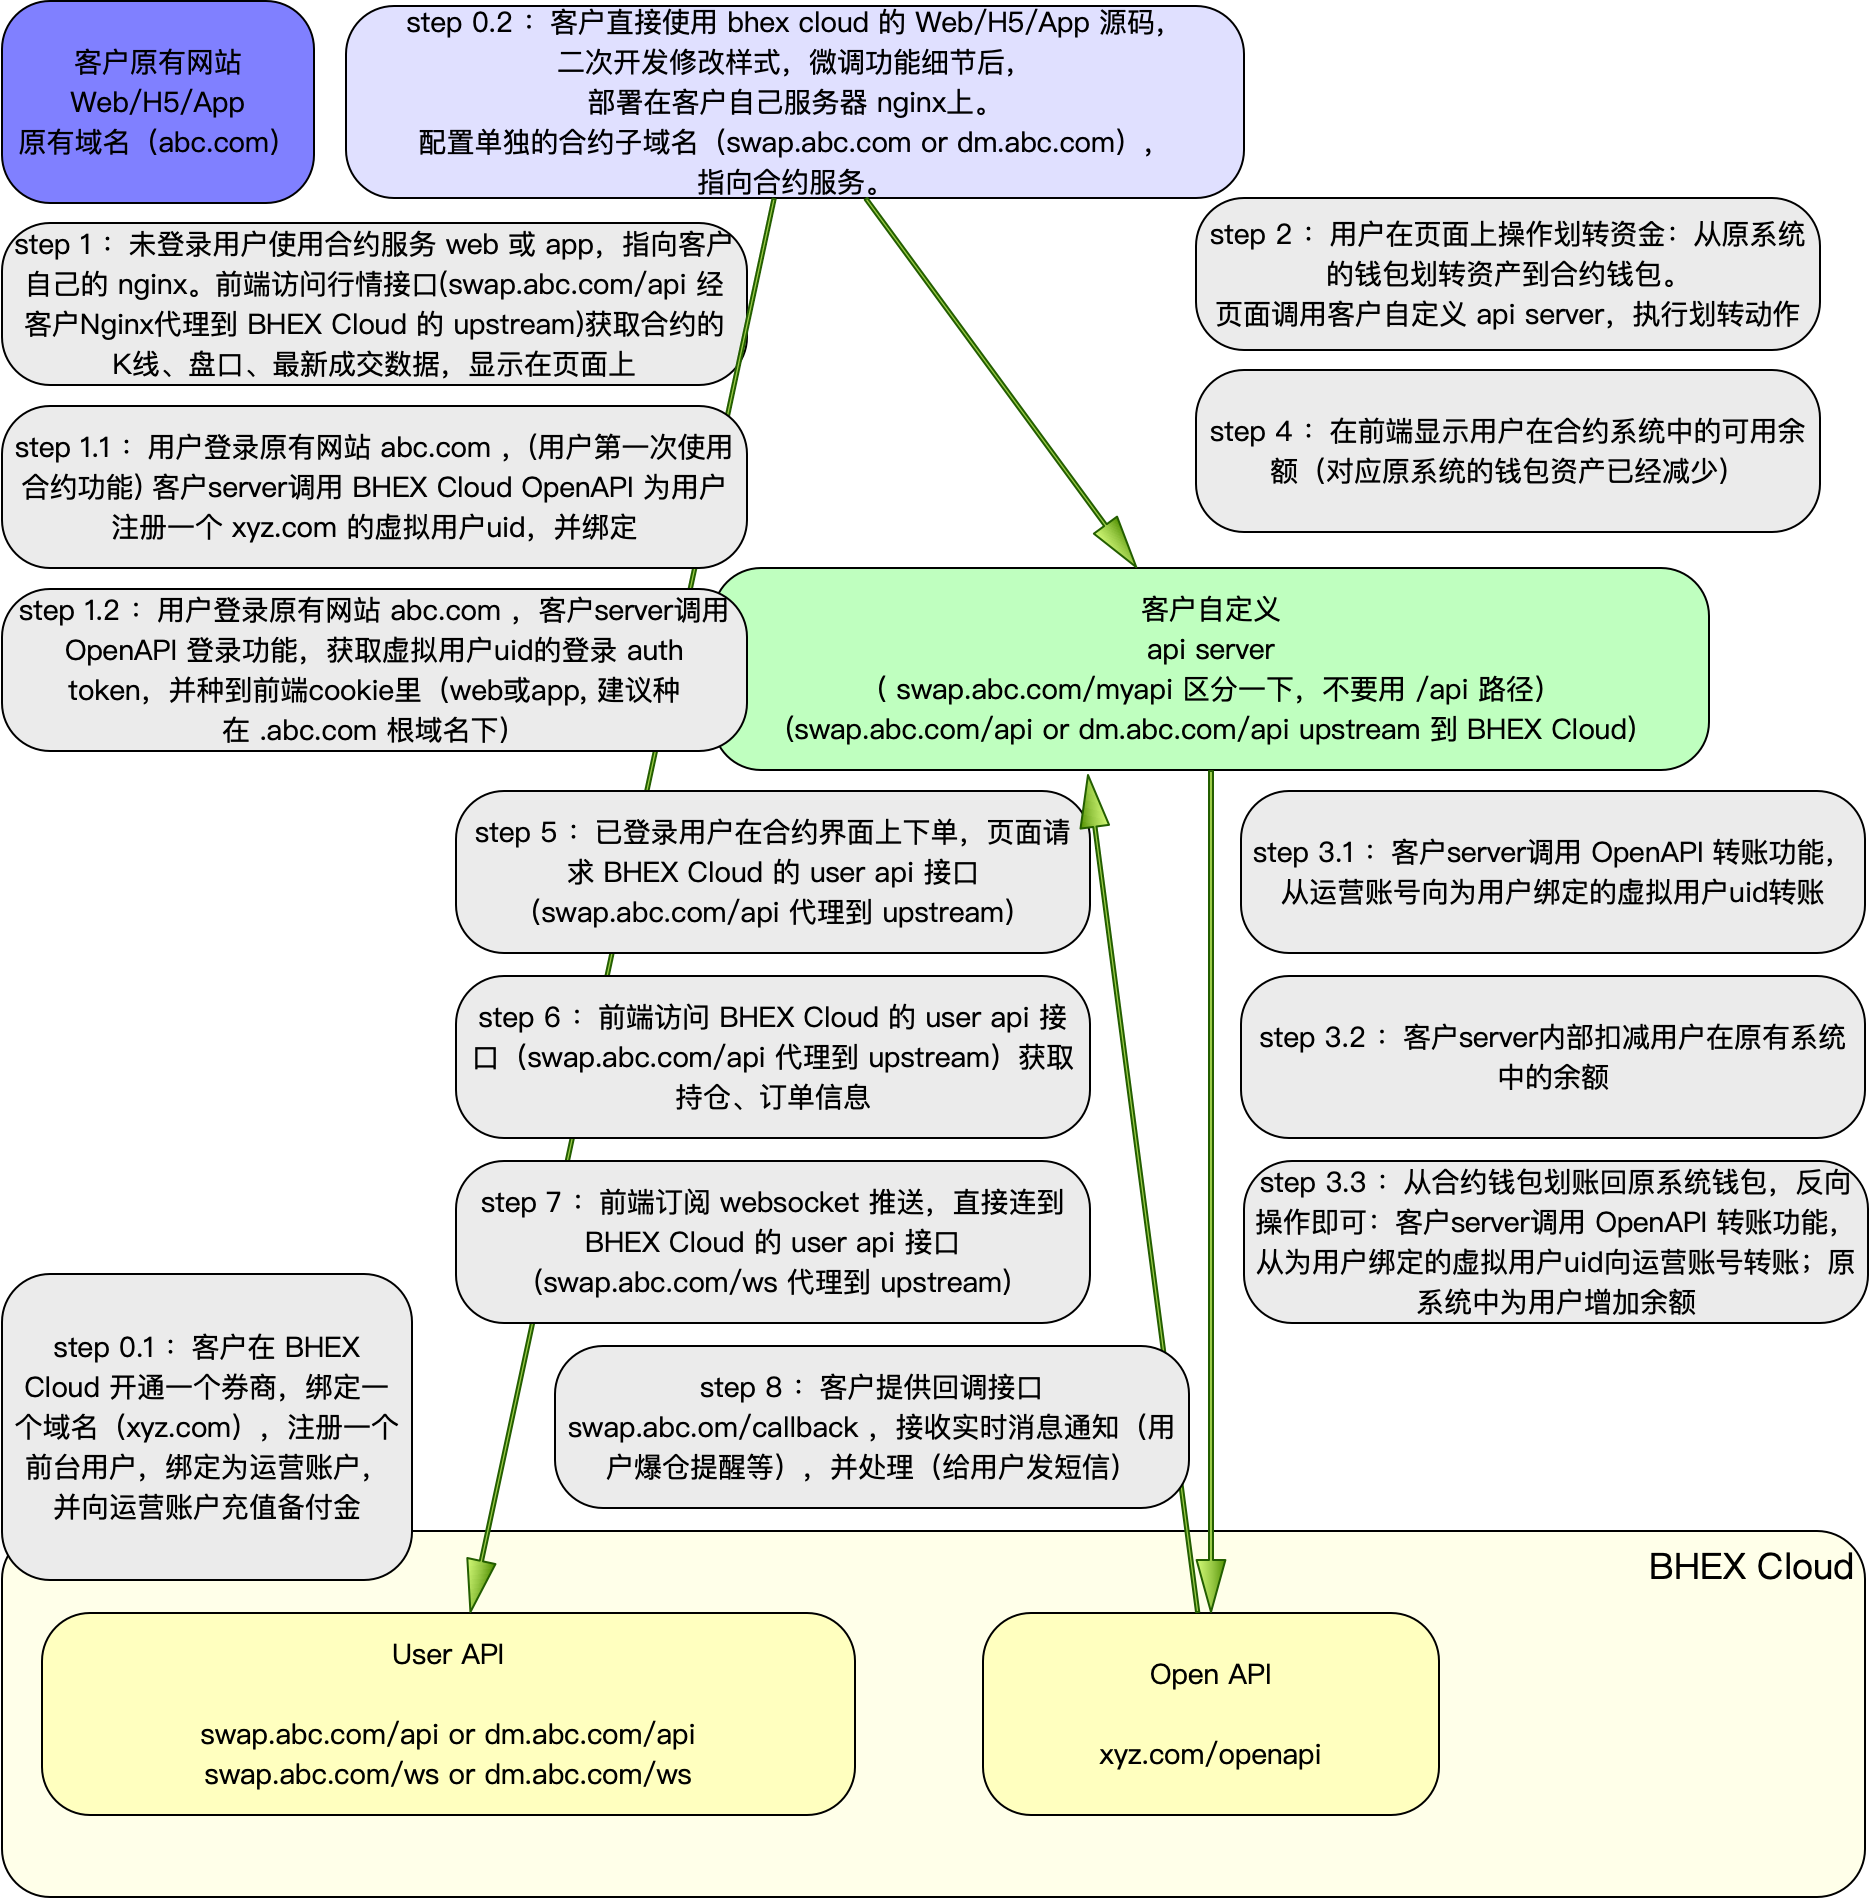 客户原有网站
Web/H5/App
原有域名（abc.com）
step 0.2： 客户直接使用 bhex cloud 的 Web/H5/App 源码，
二次开发修改样式，微调功能细节后，
部署在客户自己服务器 nginx上。
配置单独的合约子域名（swap.abc.com or dm.abc.com），
指向合约服务。
step 1： 未登录用户使用合约服务 web 或 app，指向客户
自己的 nginx。前端访问行情接口(swap.abc.com/api 经
客户Nginx代理到 BHEX Cloud 的 upstream)获取合约的
K线、盘口、最新成交数据，显示在页面上
step 2： 用户在页面上操作划转资金：从原系统
的钱包划转资产到合约钱包。
页面调用客户自定义 api server，执行划转动作
step 1.1： 用户登录原有网站 abc.com ，(用户第一次使用
合约功能) 客户server调用 BHEX Cloud OpenAPI 为用户
注册一个 xyz.com 的虚拟用户uid，并绑定
step 4： 在前端显示用户在合约系统中的可用余
额（对应原系统的钱包资产已经减少）
step 1.2： 用户登录原有网站 abc.com ，客户server调用
OpenAPI 登录功能，获取虚拟用户uid的登录 auth
token，并种到前端cookie里（web或app, 建议种
在 .abc.com 根域名下）
客户自定义
api server
（ swap.abc.com/myapi 区分一下，不要用 /api 路径）
(swap.abc.com/api or dm.abc.com/api upstream 到 BHEX Cloud)
step 5： 已登录用户在合约界面上下单，页面请
求 BHEX Cloud 的 user api 接口
（swap.abc.com/api 代理到 upstream）
step 3.1： 客户server调用 OpenAPI 转账功能，
从运营账号向为用户绑定的虚拟用户uid转账
step 6： 前端访问 BHEX Cloud 的 user api 接
口（swap.abc.com/api 代理到 upstream）获取
持仓、订单信息
step 3.2： 客户server内部扣减用户在原有系统
中的余额
step 7： 前端订阅 websocket 推送，直接连到
BHEX Cloud 的 user api 接口
(swap.abc.com/ws 代理到 upstream）
step 3.3： 从合约钱包划账回原系统钱包，反向
操作即可：客户server调用 OpenAPI 转账功能，
从为用户绑定的虚拟用户uid向运营账号转账；原
系统中为用户增加余额
step 0.1： 客户在 BHEX
Cloud 开通一个券商，绑定一
个域名（xyz.com），注册一个
前台用户，绑定为运营账户，
并向运营账户充值备付金
step 8： 客户提供回调接口
swap.abc.om/callback ，接收实时消息通知（用
户爆仓提醒等），并处理（给用户发短信）
BHEX Cloud
User API
swap.abc.com/api or dm.abc.com/api
swap.abc.com/ws or dm.abc.com/ws
Open API
xyz.com/openapi